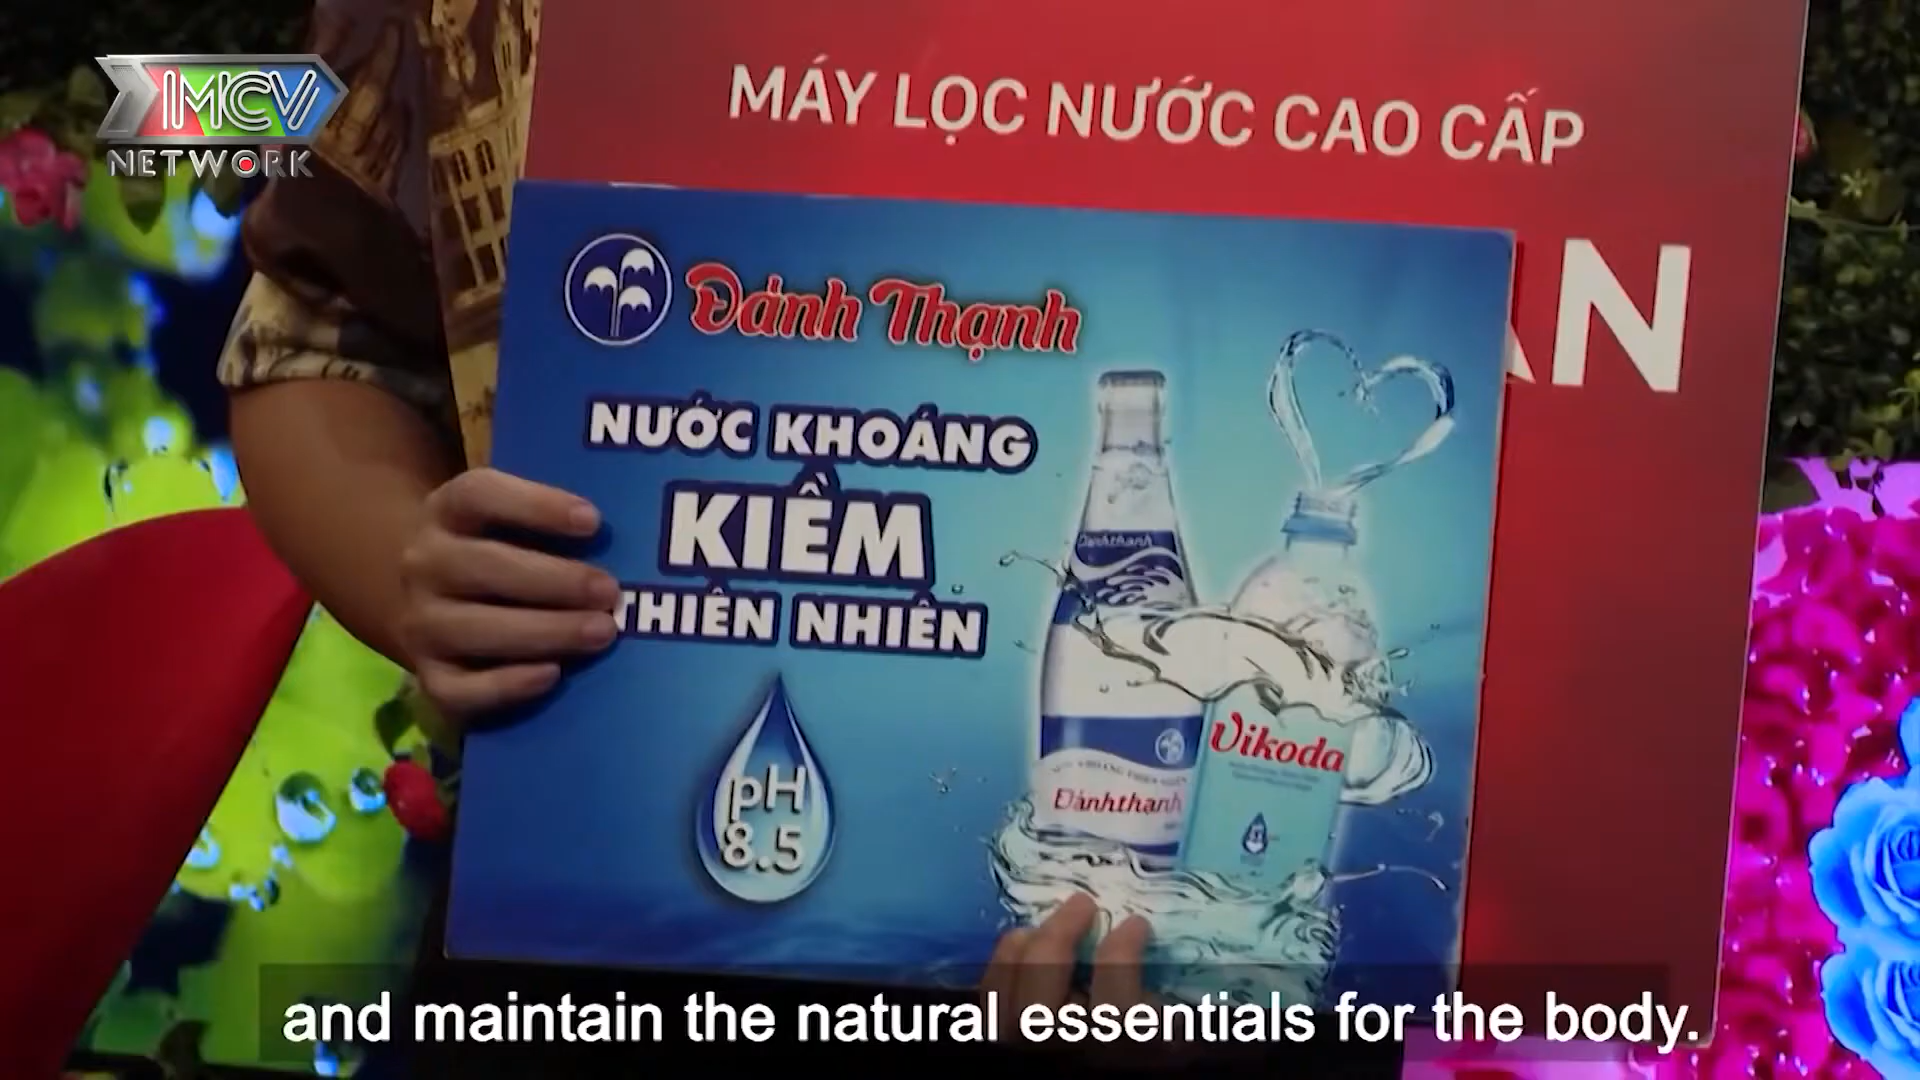 MCV
NETWORK
MÁY LỌC NƯỚC CAO CẤP
ÂN
Đảnh Thạnh
NƯỚC KHOÁNG
KIỀM
THIÊN NHIÊN
pH
8.5
Đảnhthạnh
Vikoda
Đảnhthạnh
and maintain the natural essentials for the body.